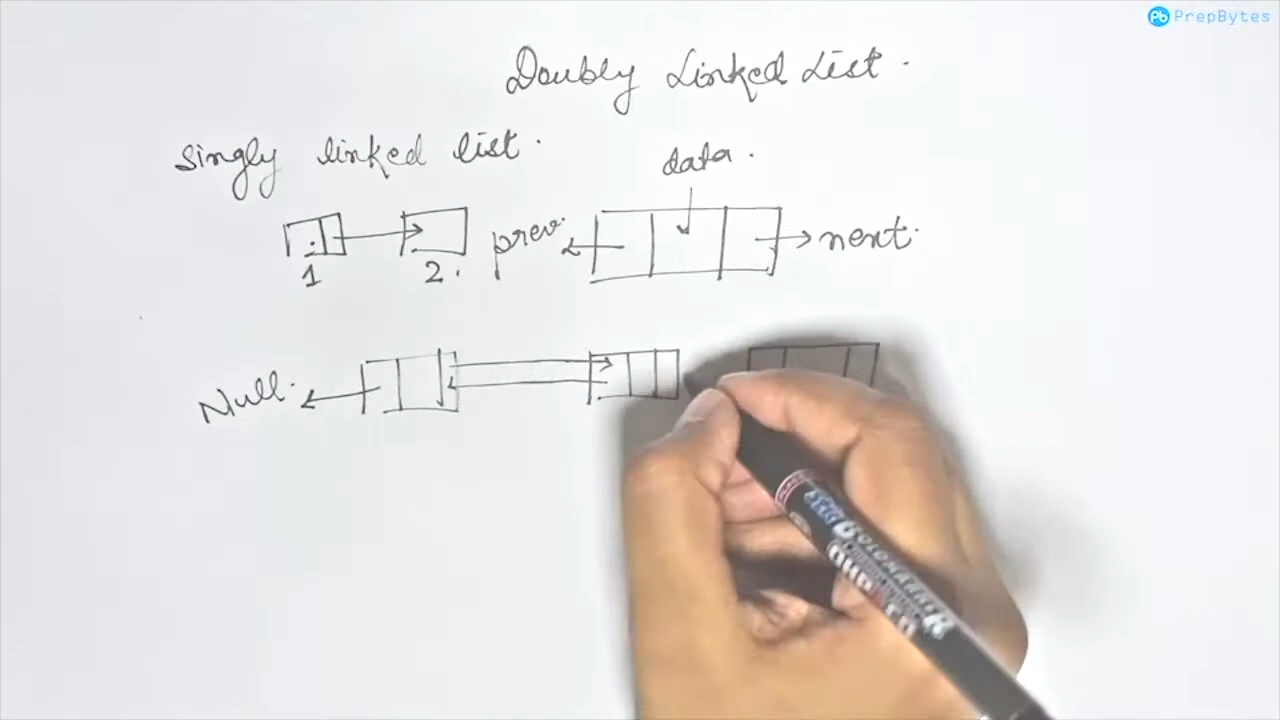 PrepBytes
Doubly Linked List.
Singly linked list.
data.
prev.
next.
1
2.
Null.